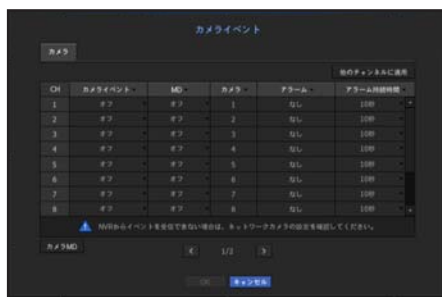 カメライベント
カメラ
他のチャンネルに適用
CH カメライベント MD カメラ アラーム アラーム持続時間
1 オフ オフ 1 なし 10秒
2 オフ オフ 2 なし 10秒
3 オフ オフ 3 なし 10秒
4 オフ オフ 4 なし 10秒
5 オフ オフ 5 なし 10秒
6 オフ オフ 6 なし 10秒
7 オフ オフ 7 なし 10秒
8 オフ オフ 8 なし 10秒
NVRからイベントを受信できない場合は、ネットワークカメラの設定を確認してください。
カメラMD
1/2
OK キャンセル